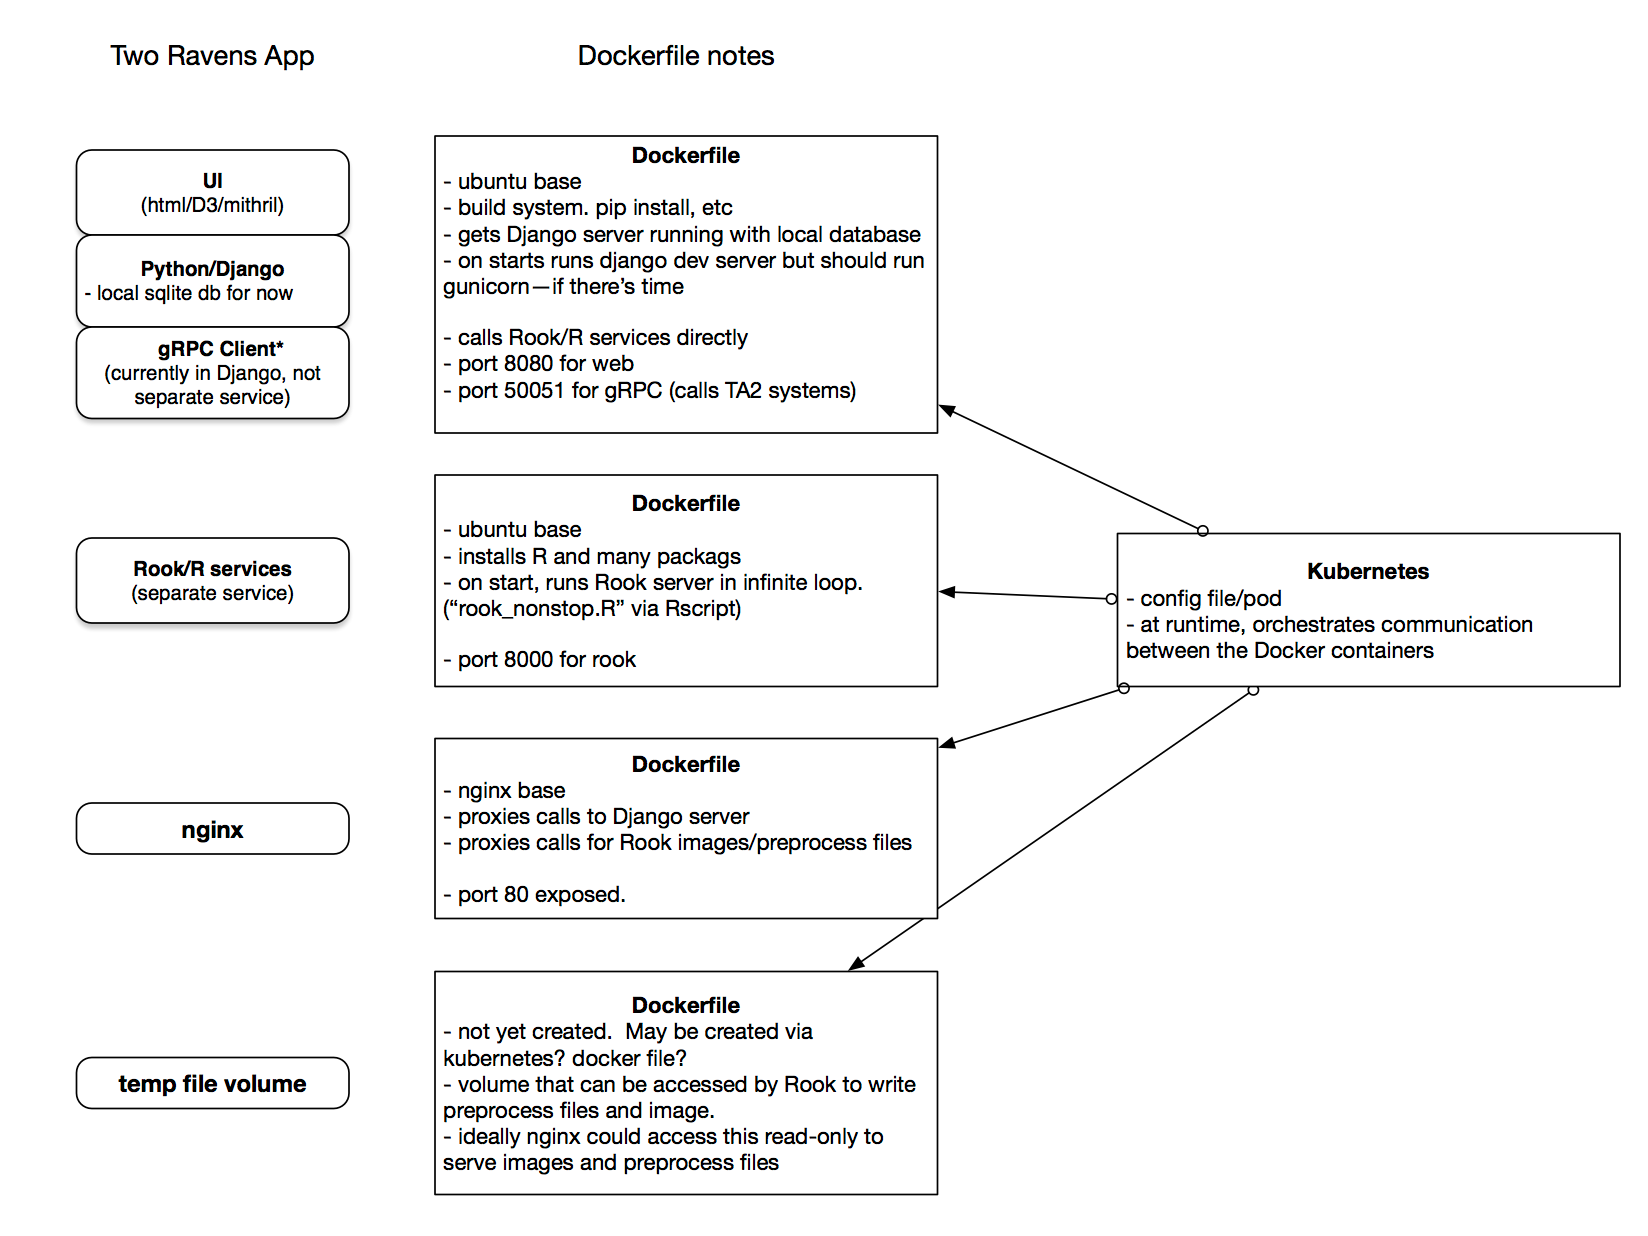 Two Ravens App
Dockerfile notes
UI
(html/D3/mithril)
Python/Django
- local sqlite db for now
gRPC Client*
(currently in Django, not
separate service)
Dockerfile
- ubuntu base
- build system. pip install, etc
- gets Django server running with local database
- on starts runs django dev server but should run
gunicorn—if there’s time
- calls Rook/R services directly
- port 8080 for web
- port 50051 for gRPC (calls TA2 systems)
Rook/R services
(separate service)
Dockerfile
- ubuntu base
- installs R and many packags
- on start, runs Rook server in infinite loop.
(“rook_nonstop.R” via Rscript)
- port 8000 for rook
Kubernetes
- config file/pod
- at runtime, orchestrates communication
between the Docker containers
nginx
Dockerfile
- nginx base
- proxies calls to Django server
- proxies calls for Rook images/preprocess files
- port 80 exposed.
temp file volume
Dockerfile
- not yet created.  May be created via
kubernetes? docker file?
- volume that can be accessed by Rook to write
preprocess files and image.
- ideally nginx could access this read-only to
serve images and preprocess files